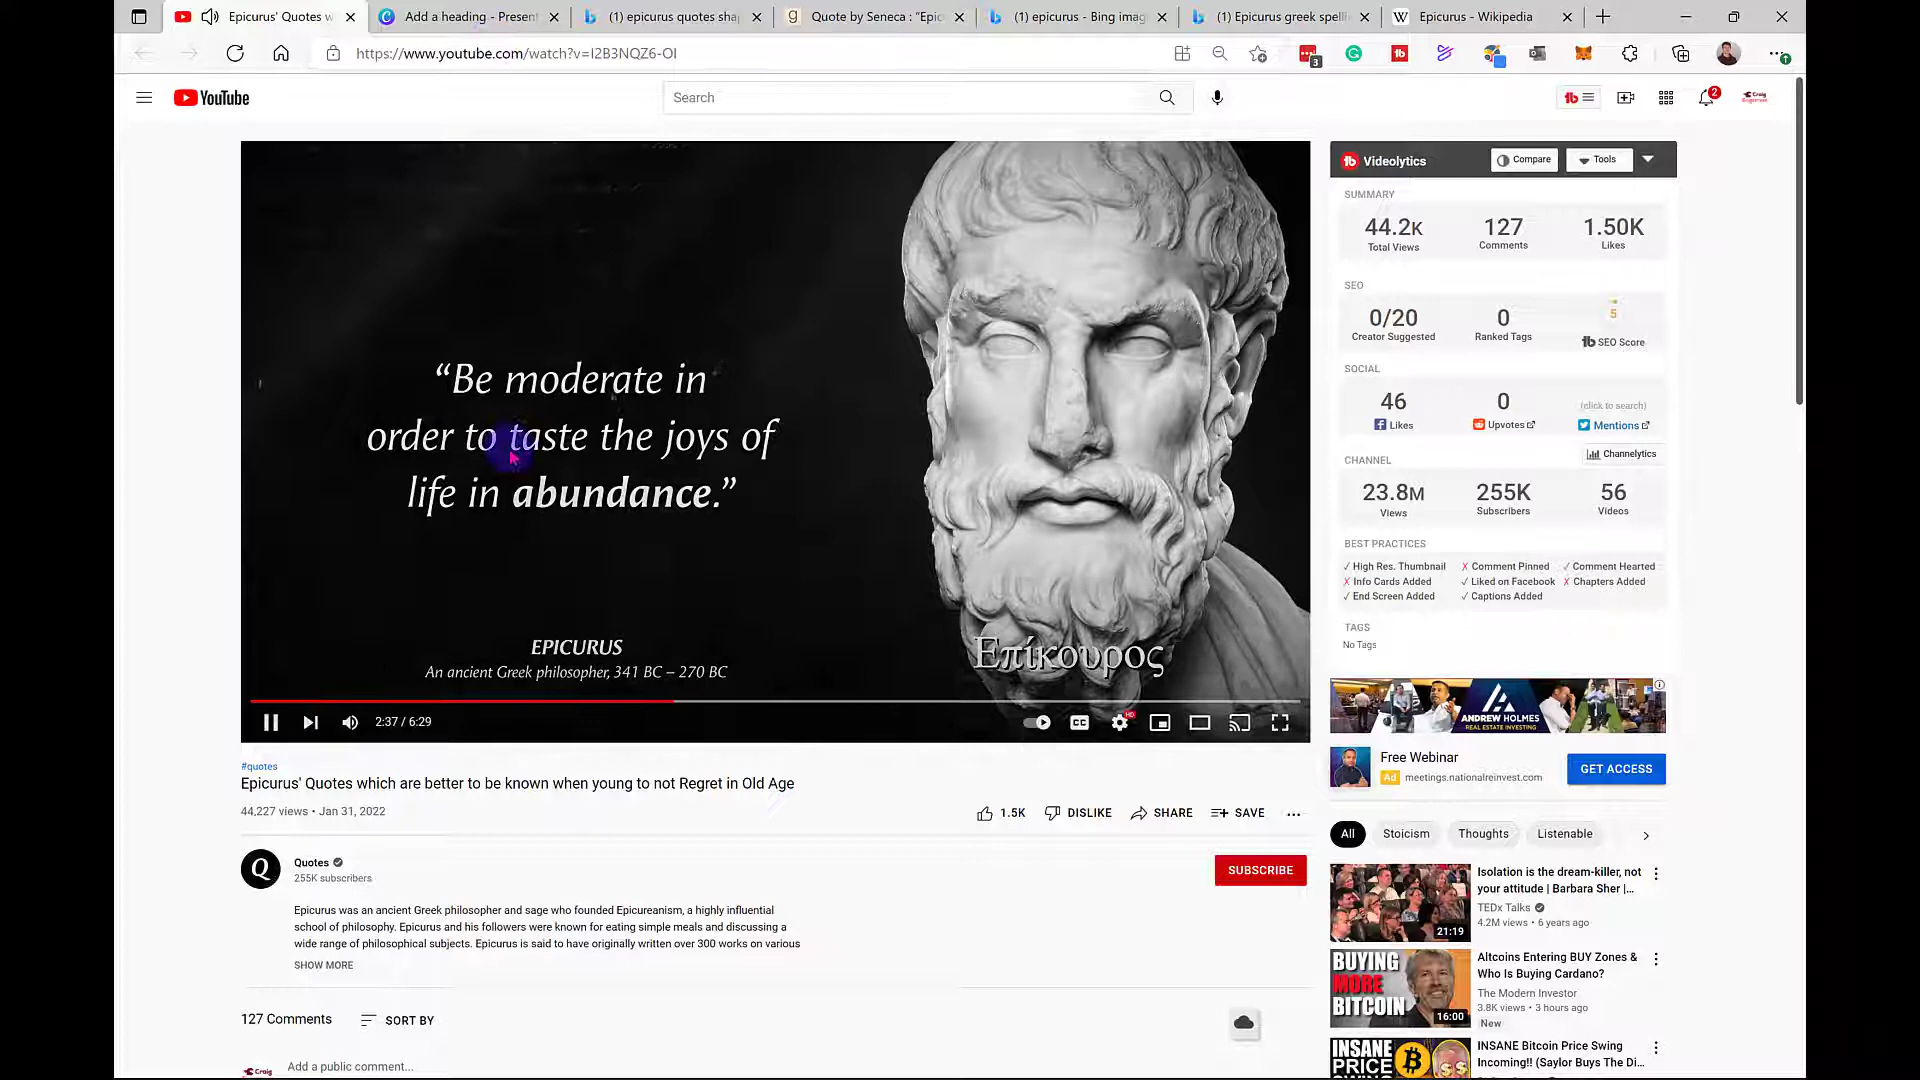 Epicurus' Quotes w
Add a heading - Present
(1) epicurus quotes sha
Quote by Seneca : “Epic
(1) epicurus - Bing imag
(1) Epicurus greek spelli
Epicurus - Wikipedia
https://www.youtube.com/watch?v=I2B3NQZ6-OI
3
YouTube
Search
2
“Be moderate in
order to taste the joys of
life in abundance.”
EPICURUS
An ancient Greek philosopher, 341 BC – 270 BC
Επίκουρος
2:37 / 6:29
CC
HD
#quotes
Epicurus' Quotes which are better to be known when young to not Regret in Old Age
44,227 views • Jan 31, 2022
1.5K DISLIKE SHARE SAVE
Q
Quotes
255K subscribers
SUBSCRIBE
Epicurus was an ancient Greek philosopher and sage who founded Epicureanism, a highly influential
school of philosophy. Epicurus and his followers were known for eating simple meals and discussing a
wide range of philosophical subjects. Epicurus is said to have originally written over 300 works on various
SHOW MORE
127 Comments SORT BY
Craig
Add a public comment...
Videolytics Compare Tools
SUMMARY
44.2K 127 1.50K
Total Views Comments Likes
SEO
0/20 0 5
Creator Suggested Ranked Tags SEO Score
SOCIAL
46 0 (click to search)
Likes Upvotes Mentions
CHANNEL Channelytics
23.8M 255K 56
Views Subscribers Videos
BEST PRACTICES
✓ High Res. Thumbnail ✗ Comment Pinned ✓ Comment Hearted
✗ Info Cards Added ✓ Liked on Facebook ✗ Chapters Added
✓ End Screen Added ✓ Captions Added
TAGS
No Tags
ANDREW HOLMES
REAL ESTATE INVESTING
Free Webinar
Ad meetings.nationalreinvest.com
GET ACCESS
All Stoicism Thoughts Listenable
Isolation is the dream-killer, not
your attitude | Barbara Sher |...
TEDx Talks
4.2M views • 6 years ago
21:19
BUYING
MORE
BITCOIN
16:00
Altcoins Entering BUY Zones &
Who Is Buying Cardano?
The Modern Investor
3.8K views • 3 hours ago
New
INSANE
PRICE
INSANE Bitcoin Price Swing
Incoming!! (Saylor Buys The Di...